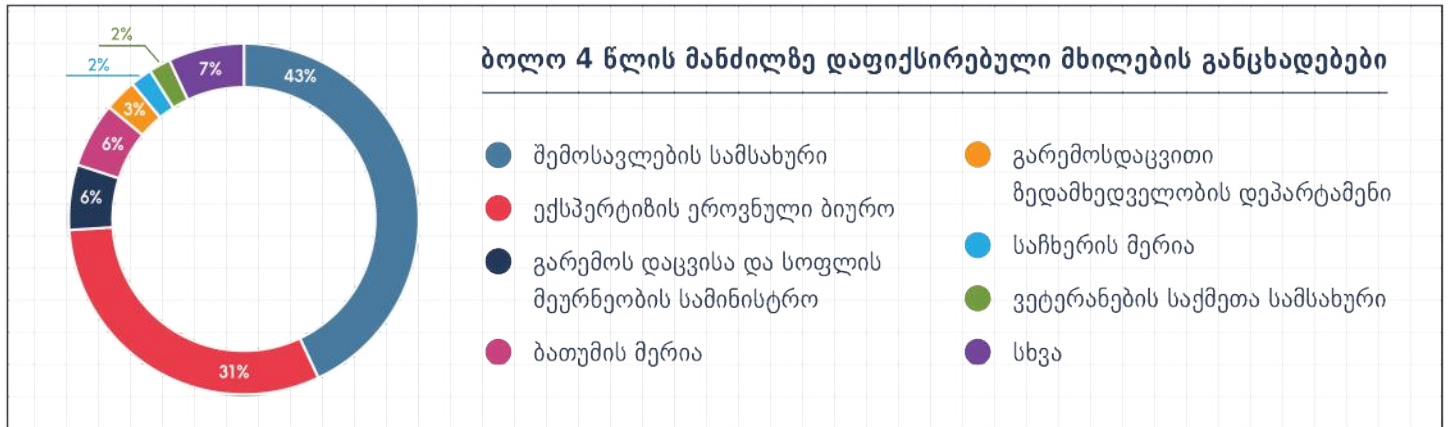 ბოლო 4 წლის მანძილზე დაფიქსირებული მხილების განცხადებები
2%
2%
7%
43%
3%
6%
6%
31%
შემოსავლების სამსახური
ექსპერტიზის ეროვნული ბიურო
გარემოს დაცვისა და სოფლის
მეურნეობის სამინისტრო
ბათუმის მერია
გარემოსდაცვითი
ზედამხედველობის დეპარტამენი
საჩხერის მერია
ვეტერანების საქმეთა სამსახური
სხვა